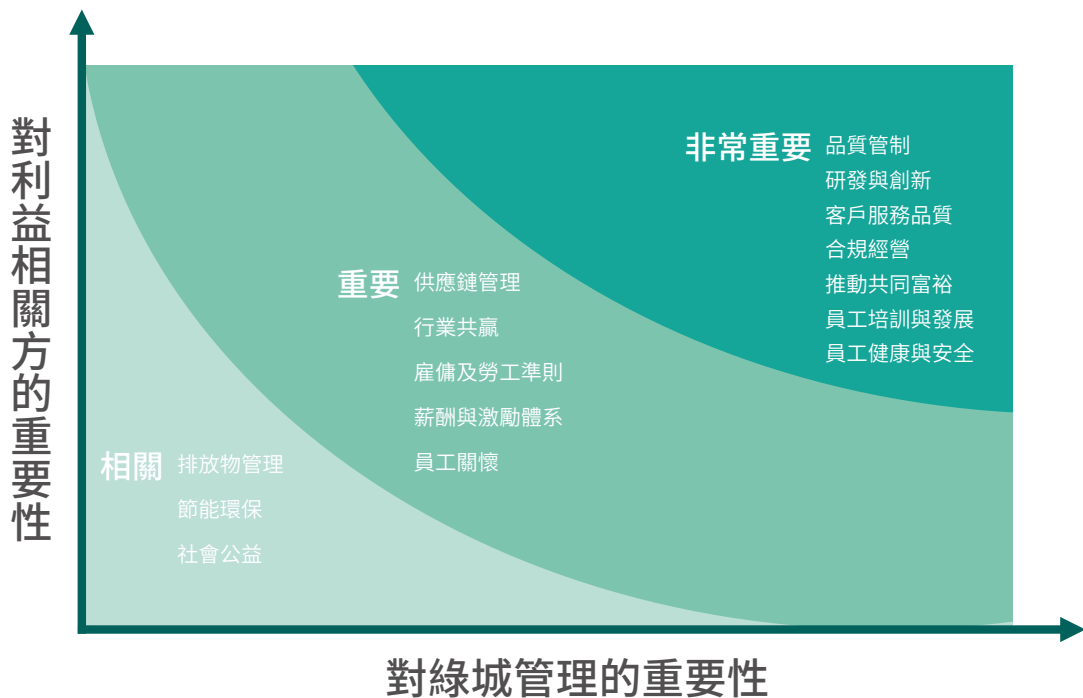 對利益相關方的重要性
非常重要
品質管制
研發與創新
客戶服務品質
合規經營
推動共同富裕
員工培訓與發展
員工健康與安全
重要
供應鏈管理
行業共贏
雇傭及勞工準則
薪酬與激勵體系
員工關懷
相關
排放物管理
節能環保
社會公益
對綠城管理的重要性